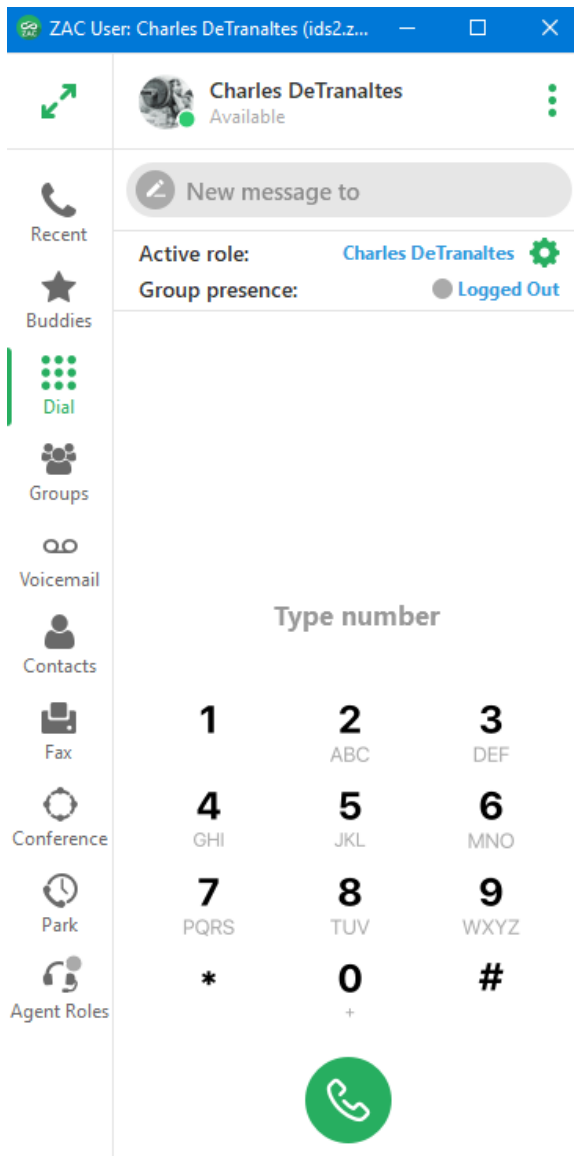 ZAC User: Charles DeTranaltes (ids2.z...
Charles DeTranaltes
Available
New message to
Active role: Charles DeTranaltes
Group presence: Logged Out
Recent
Buddies
Dial
Groups
Voicemail
Contacts
Fax
Conference
Park
Agent Roles
Type number
1 2 3
ABC DEF
4 5 6
GHI JKL MNO
7 8 9
PQRS TUV WXYZ
* 0 #
+